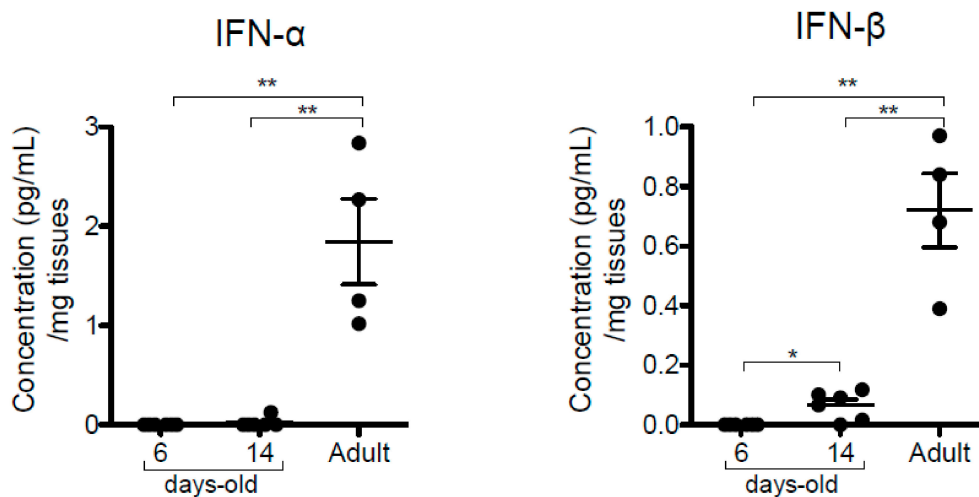 IFN-α
**
**
Concentration (pg/mL)
/mg tissues
3
2
1
0
6
14
Adult
days-old
IFN-β
**
**
*
Concentration (pg/mL)
/mg tissues
1.0
0.8
0.6
0.4
0.2
0.0
6
14
Adult
days-old